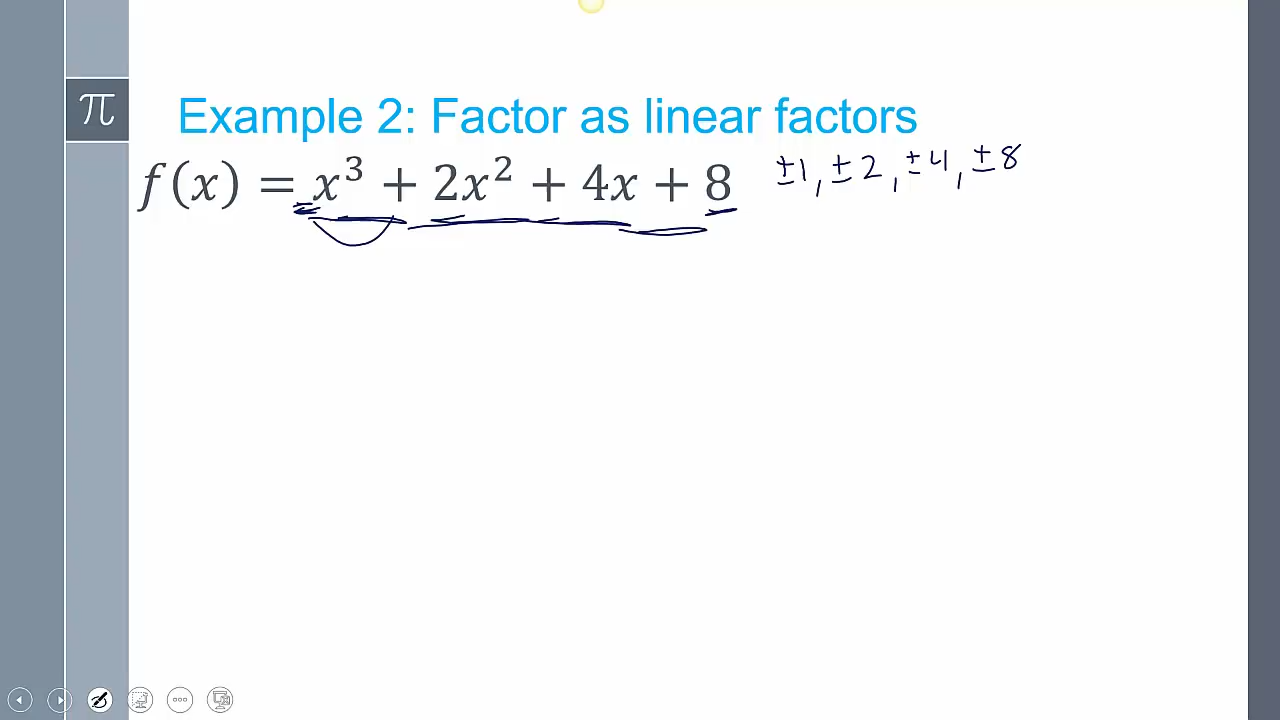 π
Example 2: Factor as linear factors
f(x) = x³ + 2x² + 4x + 8 ±1, ±2, ±4, ±8